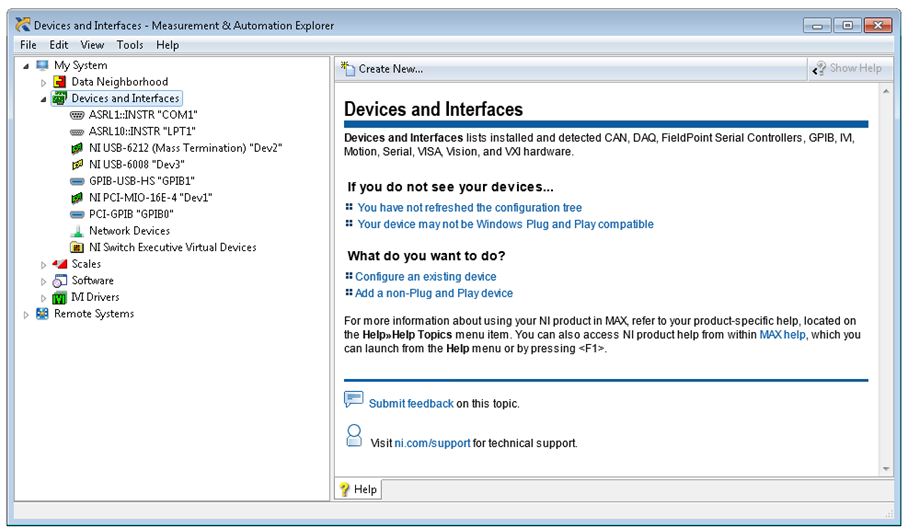 Devices and Interfaces - Measurement & Automation Explorer
File Edit View Tools Help
My System
Data Neighborhood
Devices and Interfaces
ASRL1::INSTR "COM1"
ASRL10::INSTR "LPT1"
NI USB-6212 (Mass Termination) "Dev2"
NI USB-6008 "Dev3"
GPIB-USB-HS "GPIB1"
NI PCI-MIO-16E-4 "Dev1"
PCI-GPIB "GPIB0"
Network Devices
NI Switch Executive Virtual Devices
Scales
Software
IVI Drivers
Remote Systems
Create New...
Show Help
Devices and Interfaces
Devices and Interfaces lists installed and detected CAN, DAQ, FieldPoint Serial Controllers, GPIB, IVI,
Motion, Serial, VISA, Vision, and VXI hardware.
If you do not see your devices...
You have not refreshed the configuration tree
Your device may not be Windows Plug and Play compatible
What do you want to do?
Configure an existing device
Add a non-Plug and Play device
For more information about using your NI product in MAX, refer to your product-specific help, located on
the Help»Help Topics menu item. You can also access NI product help from within MAX help, which you
can launch from the Help menu or by pressing <F1>.
Submit feedback on this topic.
Visit ni.com/support for technical support.
Help